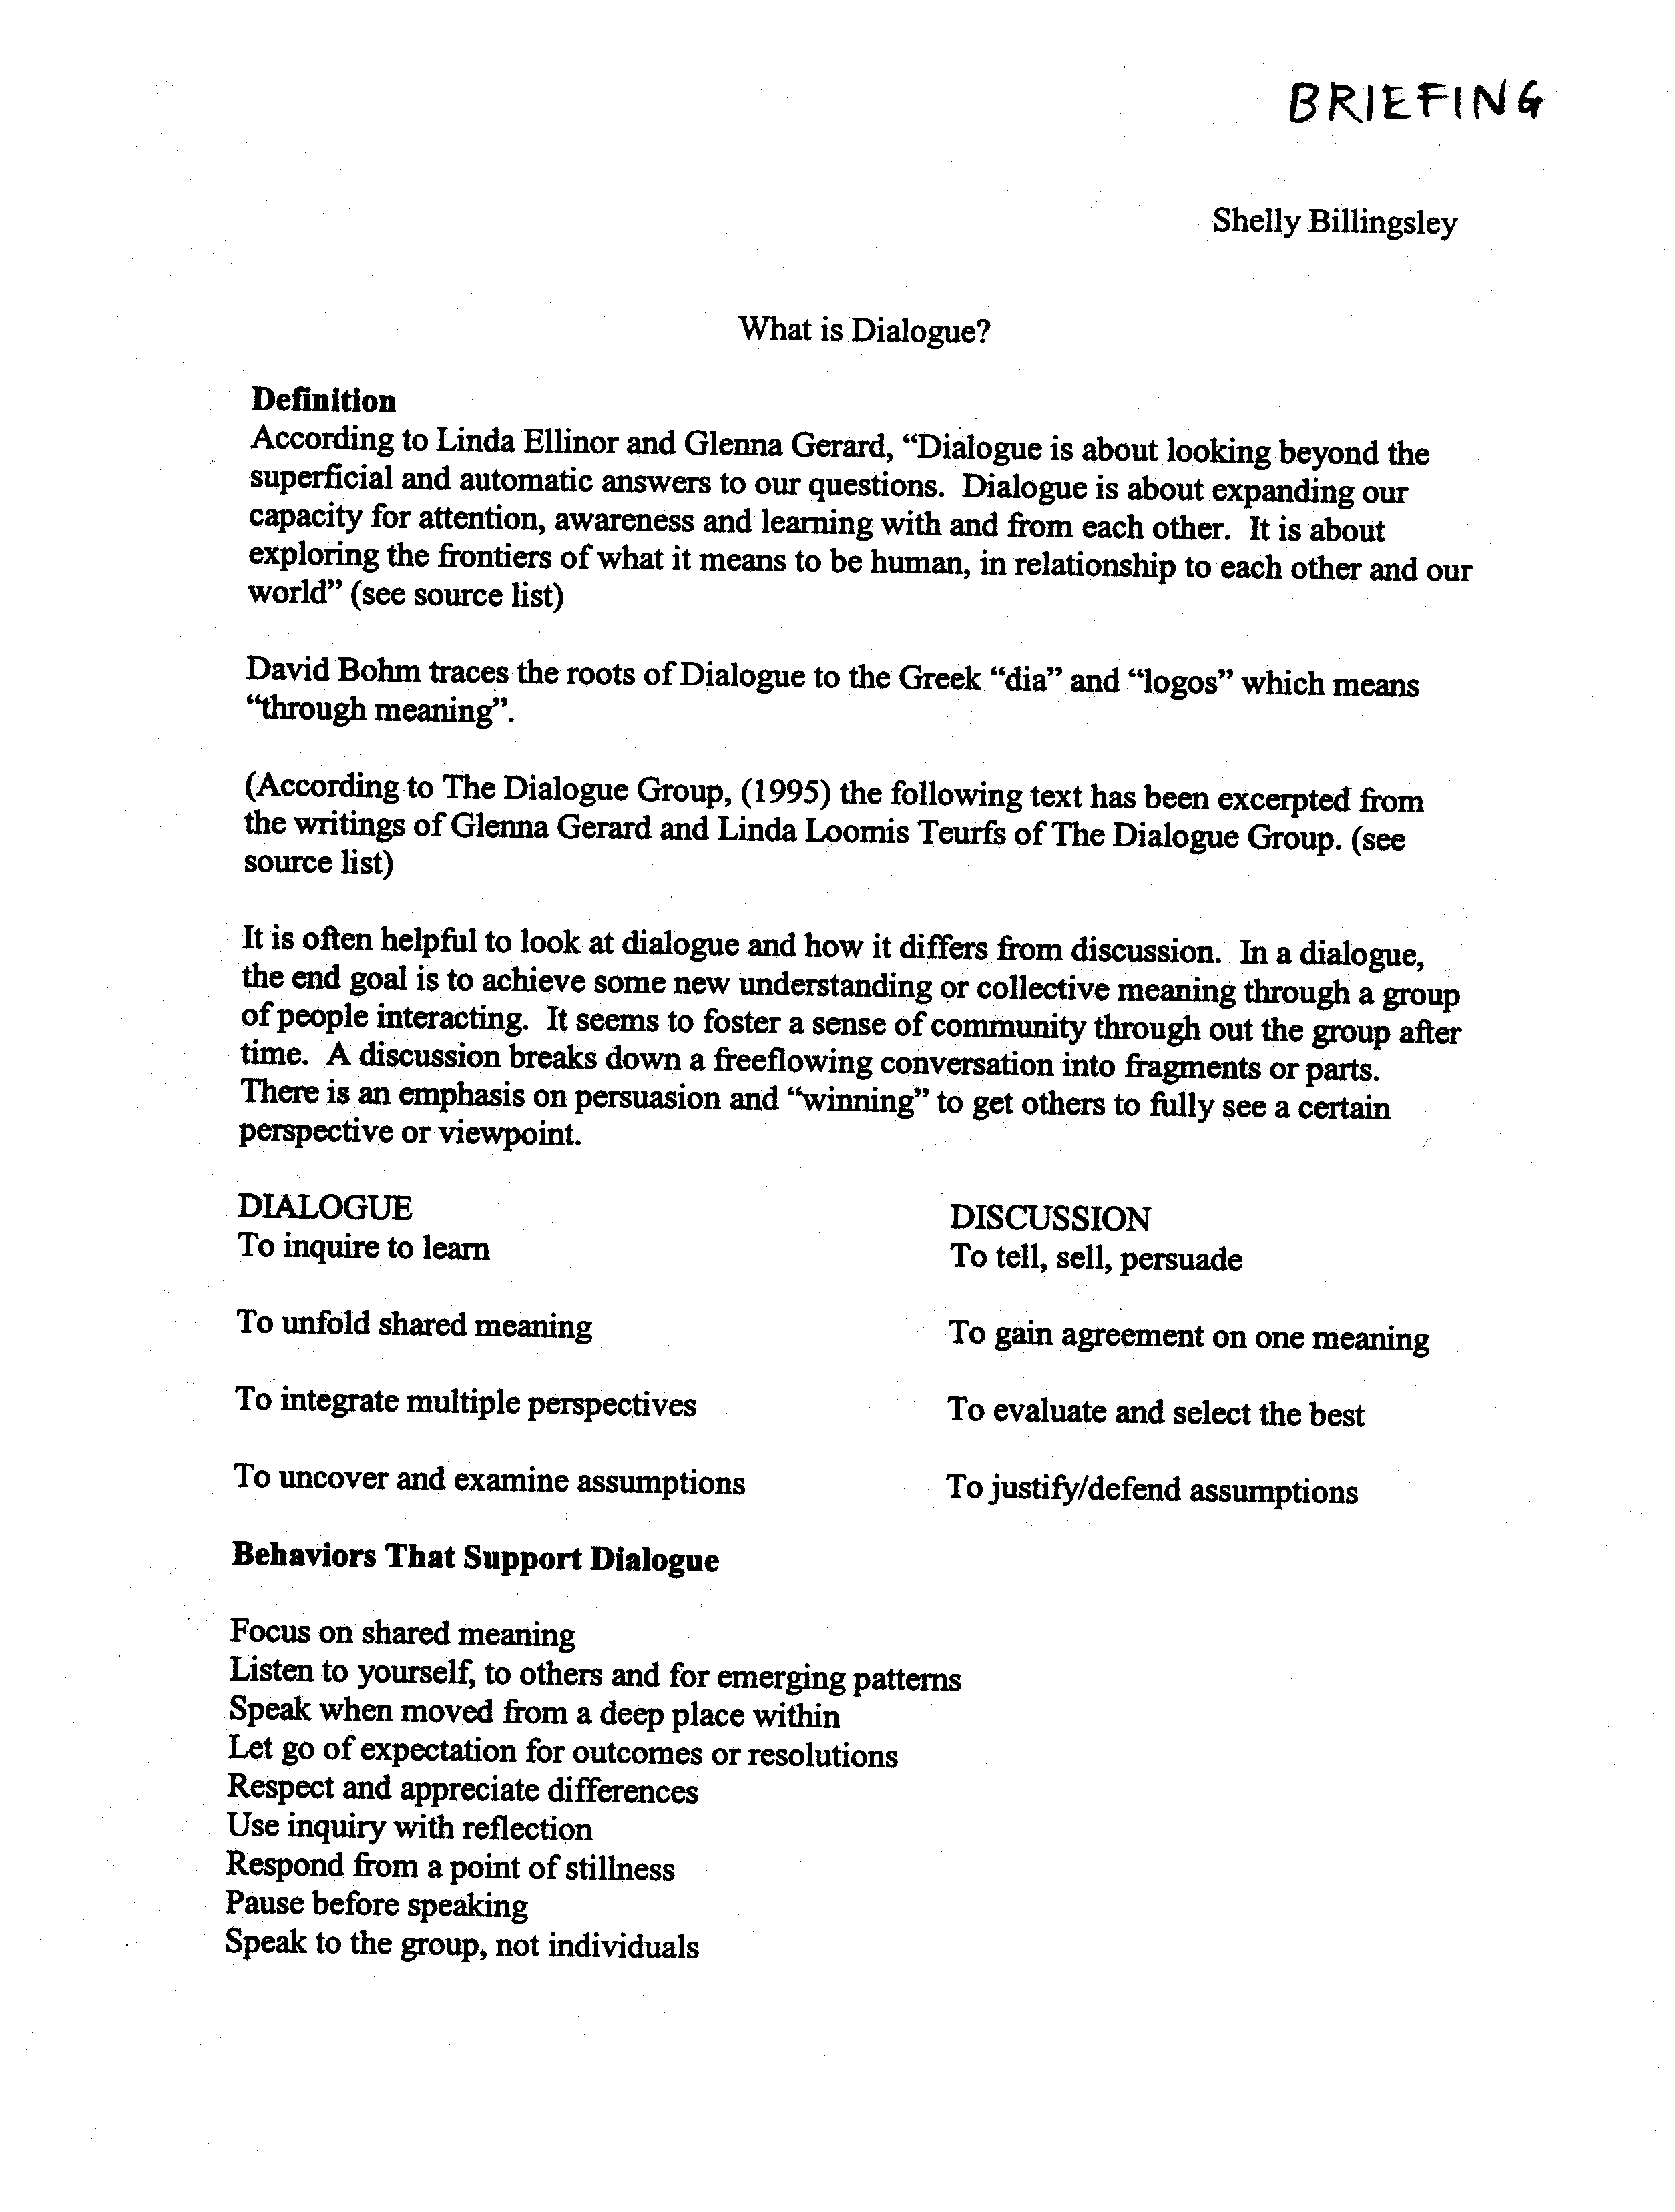 BRIEFING
Shelly Billingsley
What is Dialogue?
Definition
According to Linda Ellinor and Glenna Gerard, “Dialogue is about looking beyond the
superficial and automatic answers to our questions.  Dialogue is about expanding our
capacity for attention, awareness and learning with and from each other.  It is about
exploring the frontiers of what it means to be human, in relationship to each other and our
world” (see source list)
David Bohm traces the roots of Dialogue to the Greek “dia” and “logos” which means
“through meaning”.
(According to The Dialogue Group, (1995) the following text has been excerpted from
the writings of Glenna Gerard and Linda Loomis Teurfs of The Dialogue Group. (see
source list)
It is often helpful to look at dialogue and how it differs from discussion.  In a dialogue,
the end goal is to achieve some new understanding or collective meaning through a group
of people interacting.  It seems to foster a sense of community through out the group after
time.  A discussion breaks down a freeflowing conversation into fragments or parts.
There is an emphasis on persuasion and “winning” to get others to fully see a certain
perspective or viewpoint.
DIALOGUE DISCUSSION
To inquire to learn To tell, sell, persuade
To unfold shared meaning To gain agreement on one meaning
To integrate multiple perspectives To evaluate and select the best
To uncover and examine assumptions To justify/defend assumptions
Behaviors That Support Dialogue
Focus on shared meaning
Listen to yourself, to others and for emerging patterns
Speak when moved from a deep place within
Let go of expectation for outcomes or resolutions
Respect and appreciate differences
Use inquiry with reflection
Respond from a point of stillness
Pause before speaking
Speak to the group, not individuals